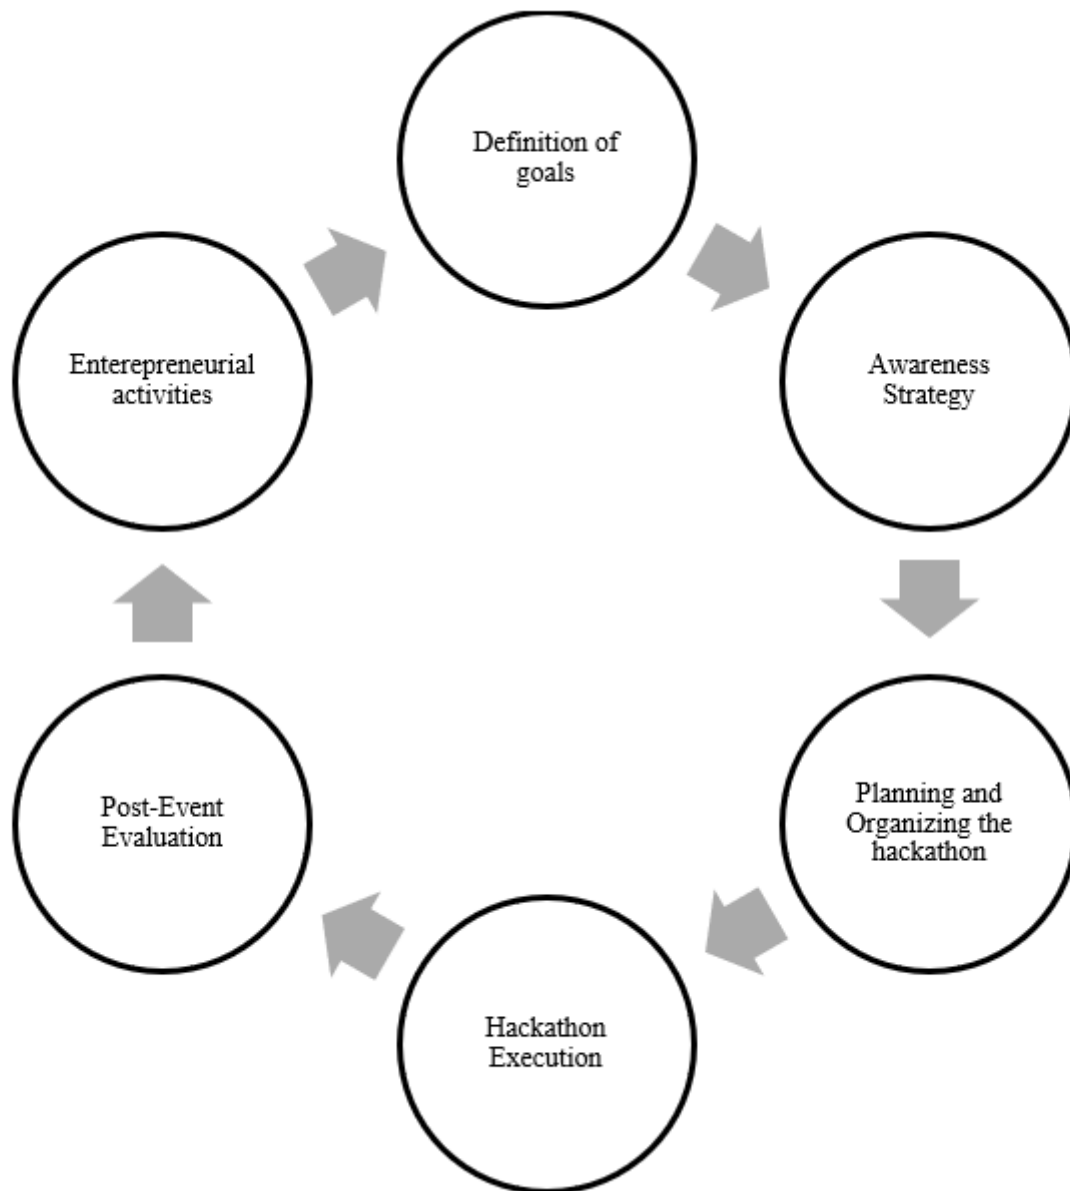 Definition of
goals
Awareness
Strategy
Planning and
Organizing the
hackathon
Hackathon
Execution
Post-Event
Evaluation
Enterepreneurial
activities